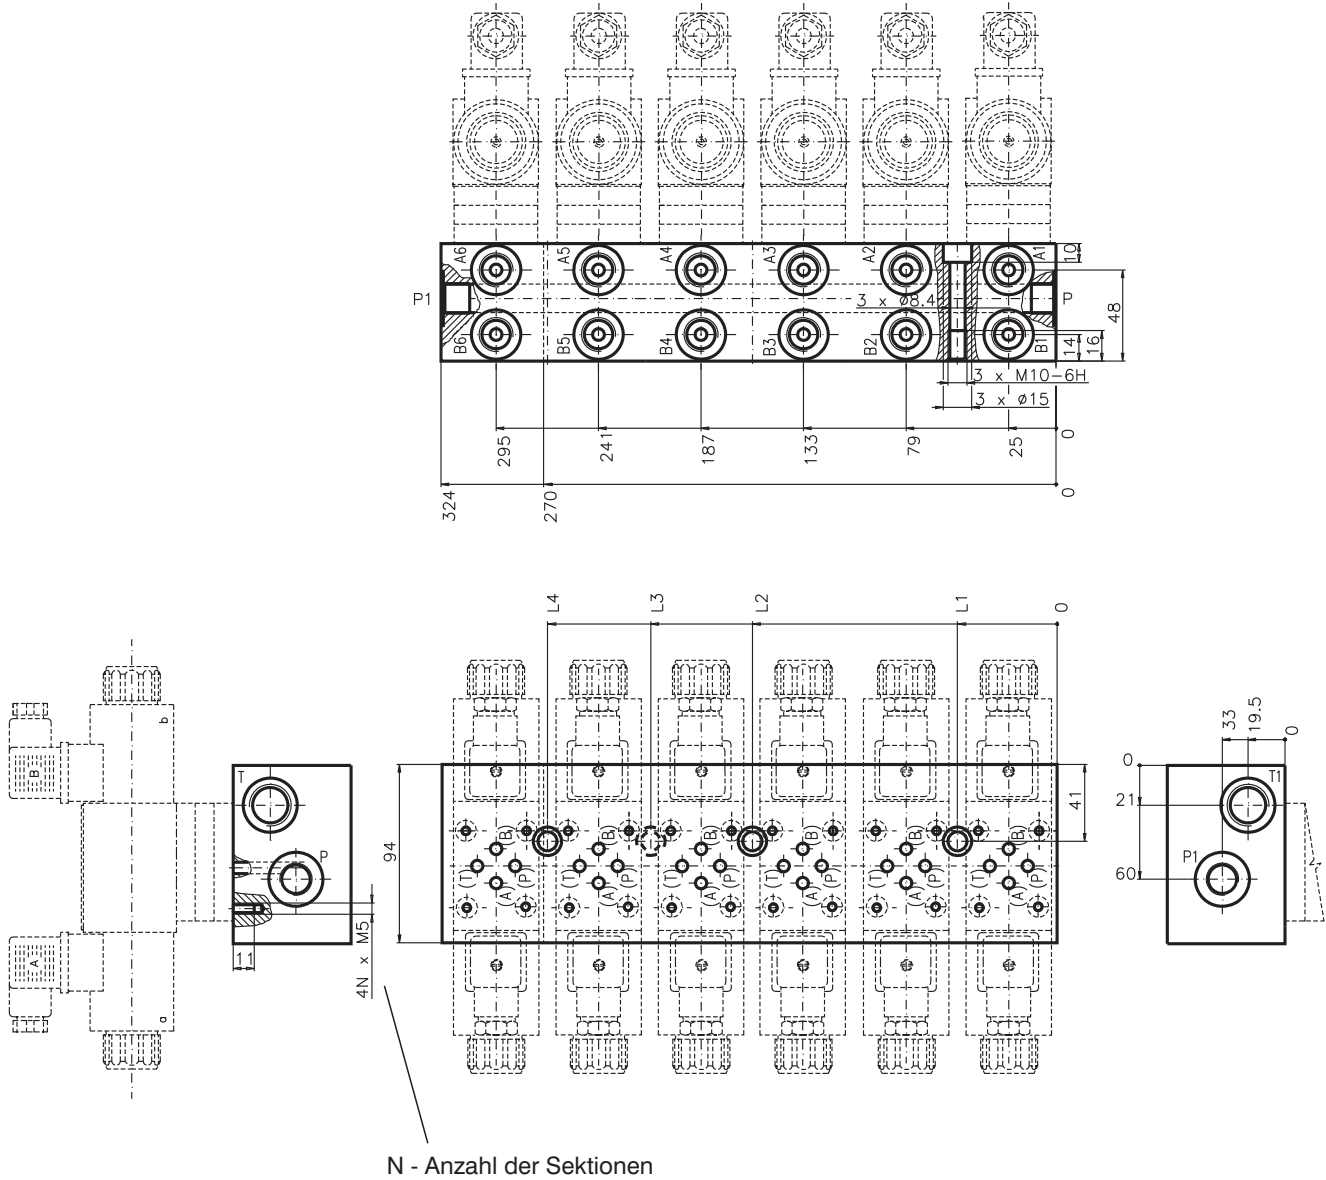 A6 A5 A4 A3 A2 A1 10
P1 3 x ø8.4 P 48
B6 B5 B4 B3 B2 B1 14 16
3 x M10-6H
3 x ø15
295 241 187 133 79 25 0
324 270 0
L4 L3 L2 L1 0
33 19.5 0
b
B T 0 T1
41 21
(B) (B) (B) (B) (B) (B)
94 P P1
(T) (P) (T) (P) (T) (P) (T) (P) (T) (P) (T) (P) 60
(A) (A) (A) (A) (A) (A)
A 11 4N x M5
a
N - Anzahl der Sektionen